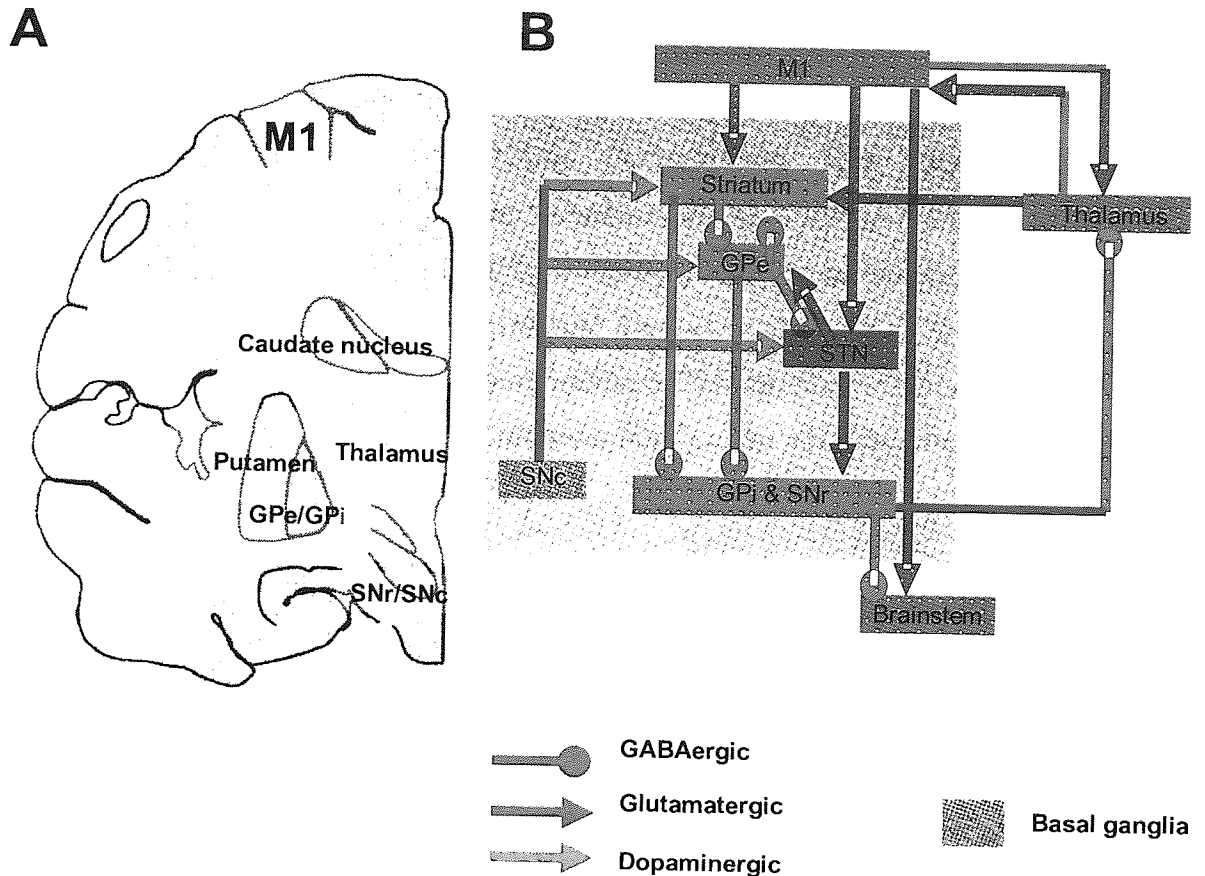 A
M1
Caudate nucleus
Putamen
Thalamus
GPe/GPi
SNr/SNc
B
M1
Striatum
Thalamus
GPe
STN
SNc
GPi & SNr
Brainstem
GABAergic
Glutamatergic
Dopaminergic
Basal ganglia